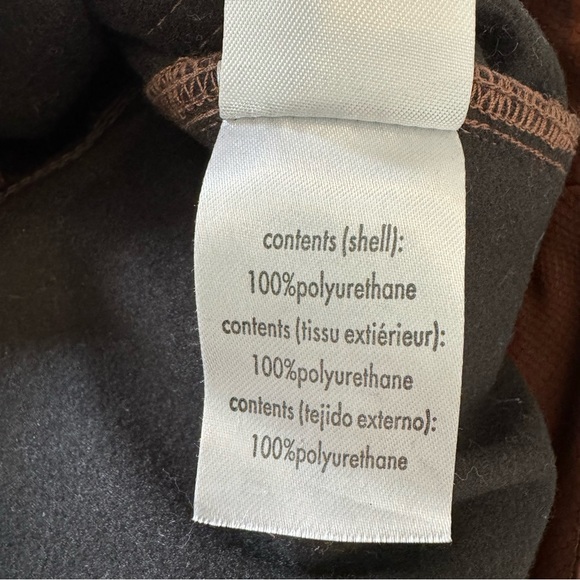 contents (shell):
100%polyurethane
contents (tissu extiérieur):
100%polyurethane
contents (tejido externo):
100%polyurethane